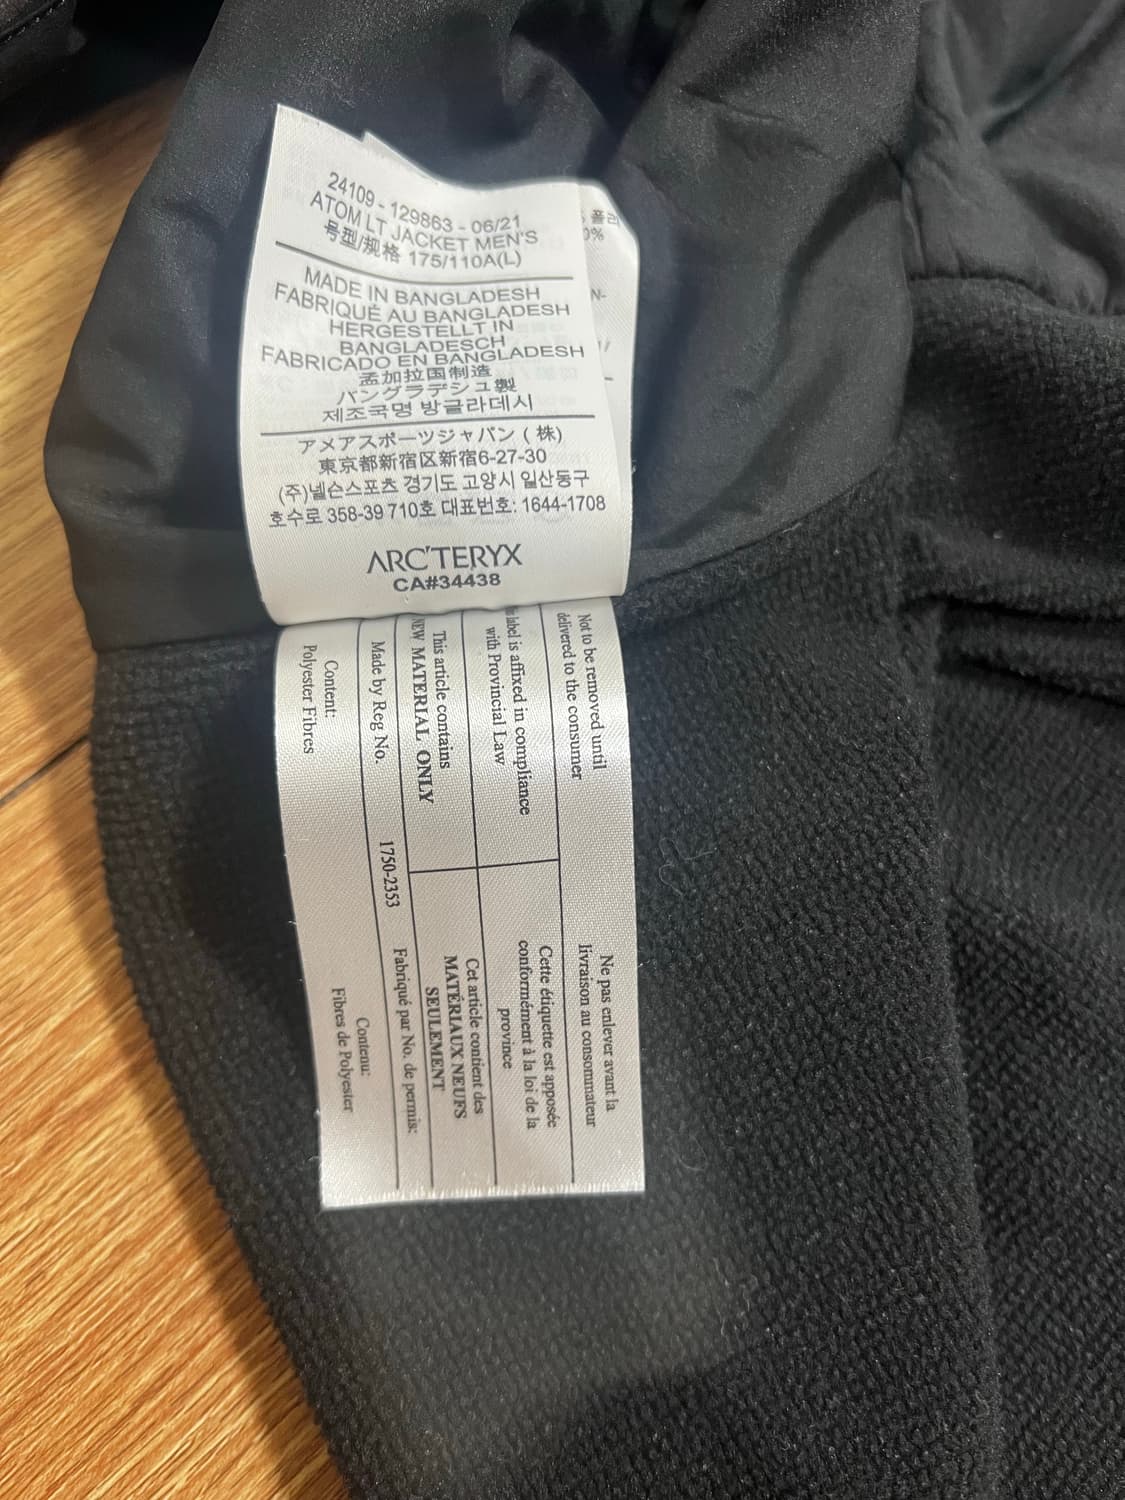 24109 - 129863 - 06/21
ATOM LT JACKET MEN'S
号型/规格 175/110A(L)
MADE IN BANGLADESH
FABRIQUÉ AU BANGLADESH
HERGESTELLT IN
BANGLADESCH
FABRICADO EN BANGLADESH
孟加拉国制造
バングラデシュ製
제조국명 방글라데시
アメアスポーツジャパン ( 株)
東京都新宿区新宿6-27-30
(주)넬슨스포츠 경기도 고양시 일산동구
호수로 358-39 710호 대표번호: 1644-1708
ARC'TERYX
CA#34438
Not to be removed until
delivered to the consumer
Ne pas enlever avant la
livraison au consommateur
label is affixed in compliance
with Provincial Law
Cette étiquette est apposée
conformément à la loi de la
province
This article contains
NEW MATERIAL ONLY
Cet article contient des
MATÉRIAUX NEUFS
SEULEMENT
Made by Reg No. 1750-2353 Fabriqué par No. de permis:
Content:
Polyester Fibres
Contenu:
Fibres de Polyester